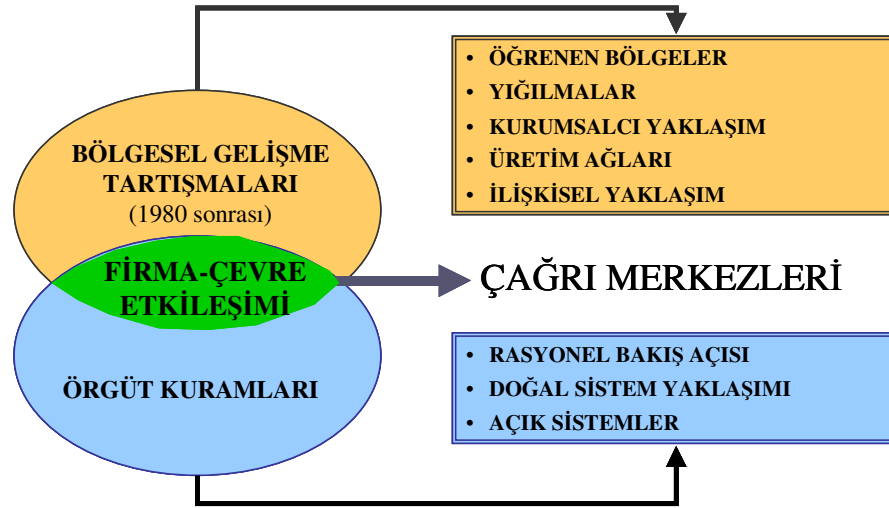 BÖLGESEL GELİŞME
TARTIŞMALARI
(1980 sonrası)
FİRMA-ÇEVRE
ETKİLEŞİMİ
ÖRGÜT KURAMLARI
• ÖĞRENEN BÖLGELER
• YIĞILMALAR
• KURUMSALCI YAKLAŞIM
• ÜRETİM AĞLARI
• İLİŞKİSEL YAKLAŞIM
ÇAĞRI MERKEZLERİ
• RASYONEL BAKIŞ AÇISI
• DOĞAL SİSTEM YAKLAŞIMI
• AÇIK SİSTEMLER